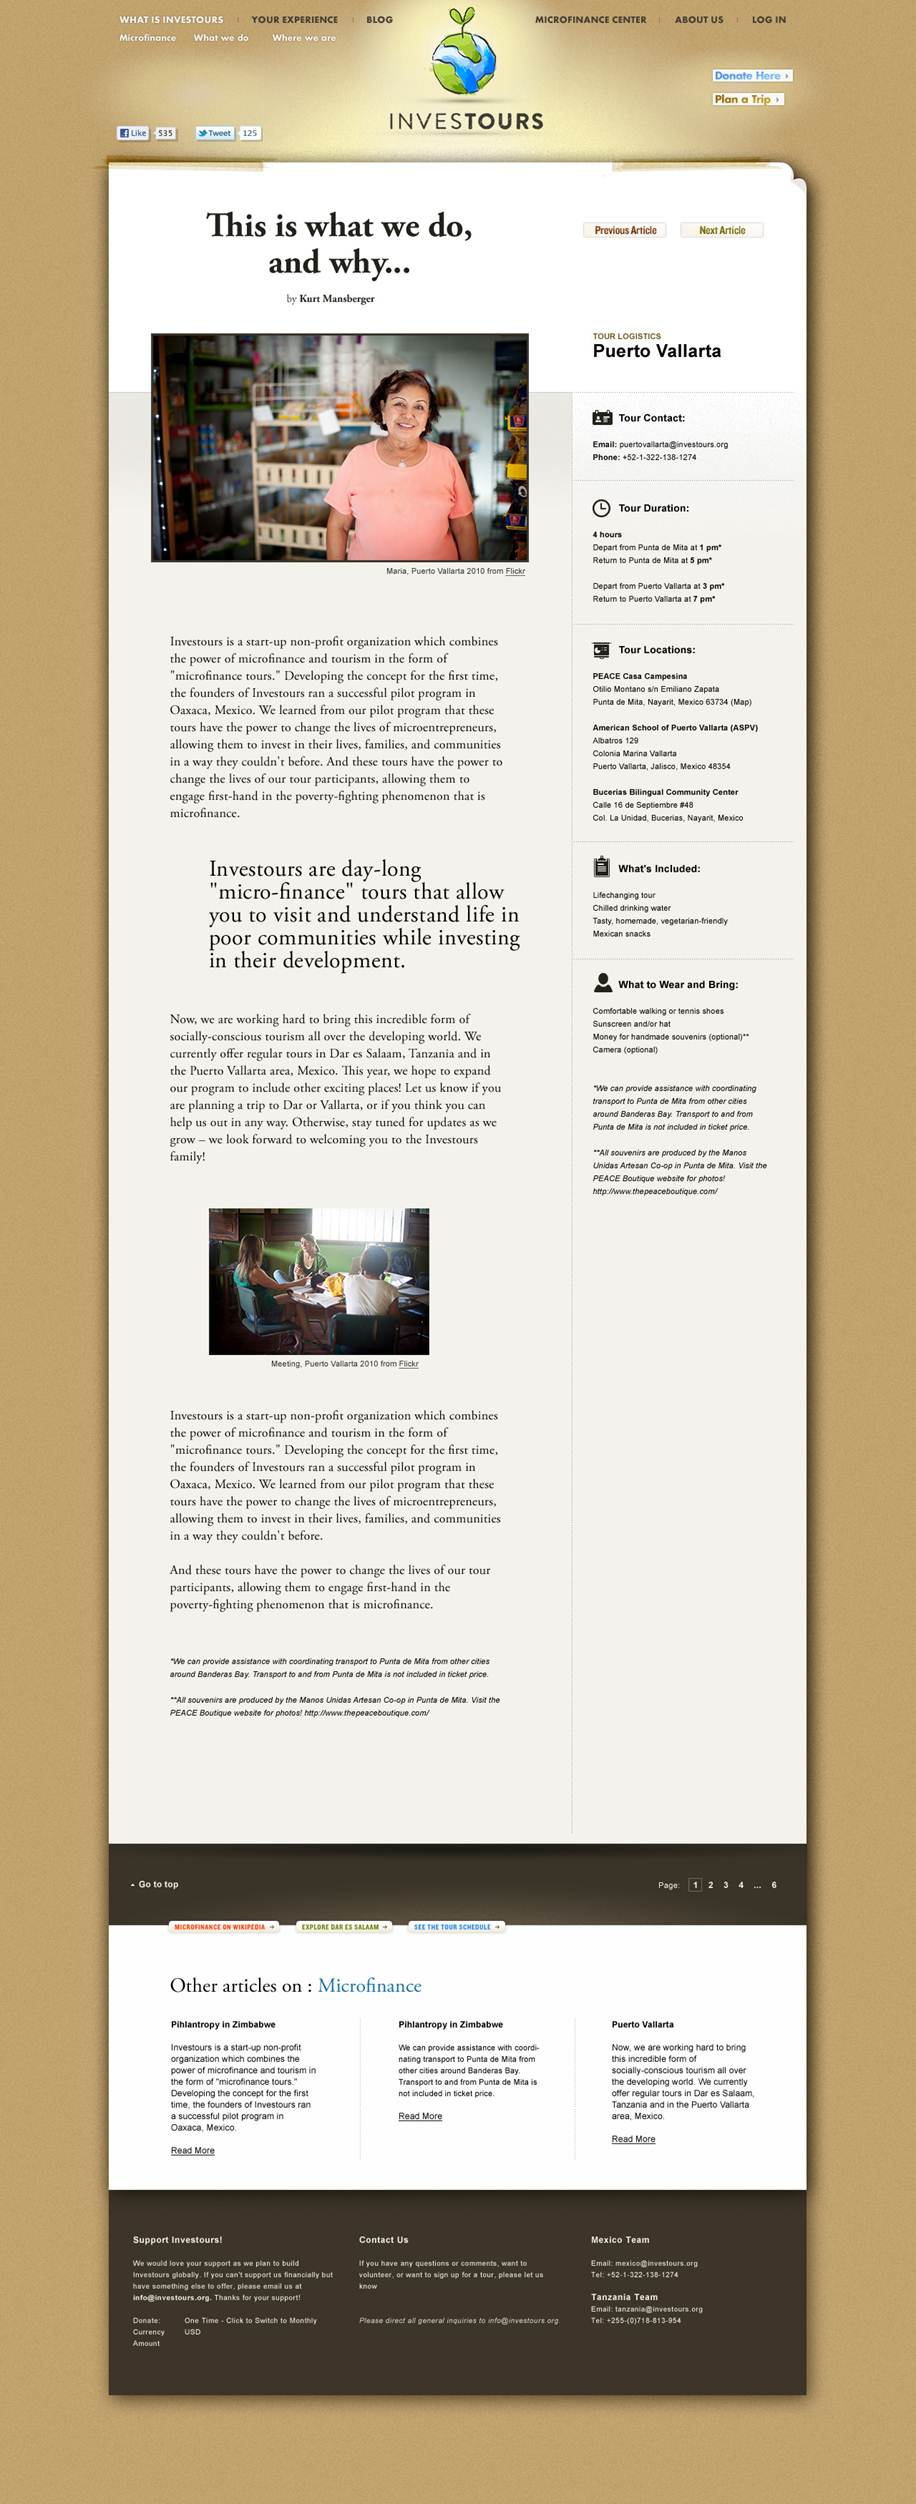 WHAT IS INVESTOURS
YOUR EXPERIENCE
BLOG
MICROFINANCE CENTER
ABOUT US
LOG IN
Microfinance
What we do
Where we are
Donate Here ›
Plan a Trip ›
INVESTOURS
Like 535
Tweet 125
This is what we do,
and why...
by Kurt Mansberger
Previous Article
Next Article
Maria, Puerto Vallarta 2010 from Flickr
Investours is a start-up non-profit organization which combines
the power of microfinance and tourism in the form of
"microfinance tours." Developing the concept for the first time,
the founders of Investours ran a successful pilot program in
Oaxaca, Mexico. We learned from our pilot program that these
tours have the power to change the lives of microentrepreneurs,
allowing them to invest in their lives, families, and communities
in a way they couldn't before. And these tours have the power to
change the lives of our tour participants, allowing them to
engage first-hand in the poverty-fighting phenomenon that is
microfinance.
Investours are day-long
"micro-finance" tours that allow
you to visit and understand life in
poor communities while investing
in their development.
Now, we are working hard to bring this incredible form of
socially-conscious tourism all over the developing world. We
currently offer regular tours in Dar es Salaam, Tanzania and in
the Puerto Vallarta area, Mexico. This year, we hope to expand
our program to include other exciting places! Let us know if you
are planning a trip to Dar or Vallarta, or if you think you can
help us out in any way. Otherwise, stay tuned for updates as we
grow – we look forward to welcoming you to the Investours
family!
Meeting, Puerto Vallarta 2010 from Flickr
Investours is a start-up non-profit organization which combines
the power of microfinance and tourism in the form of
"microfinance tours." Developing the concept for the first time,
the founders of Investours ran a successful pilot program in
Oaxaca, Mexico. We learned from our pilot program that these
tours have the power to change the lives of microentrepreneurs,
allowing them to invest in their lives, families, and communities
in a way they couldn't before.
And these tours have the power to change the lives of our tour
participants, allowing them to engage first-hand in the
poverty-fighting phenomenon that is microfinance.
*We can provide assistance with coordinating transport to Punta de Mita from other cities
around Banderas Bay. Transport to and from Punta de Mita is not included in ticket price.
**All souvenirs are produced by the Manos Unidas Artesan Co-op in Punta de Mita. Visit the
PEACE Boutique website for photos! http://www.thepeaceboutique.com/
TOUR LOGISTICS
Puerto Vallarta
Tour Contact:
Email: puertovallarta@investours.org
Phone: +52-1-322-138-1274
Tour Duration:
4 hours
Depart from Punta de Mita at 1 pm*
Return to Punta de Mita at 5 pm*
Depart from Puerto Vallarta at 3 pm*
Return to Puerto Vallarta at 7 pm*
Tour Locations:
PEACE Casa Campesina
Otilio Montano s/n Emiliano Zapata
Punta de Mita, Nayarit, Mexico 63734 (Map)
American School of Puerto Vallarta (ASPV)
Albatros 129
Colonia Marina Vallarta
Puerto Vallarta, Jalisco, Mexico 48354
Bucerias Bilingual Community Center
Calle 16 de Septiembre #48
Col. La Unidad, Bucerias, Nayarit, Mexico
What's Included:
Lifechanging tour
Chilled drinking water
Tasty, homemade, vegetarian-friendly
Mexican snacks
What to Wear and Bring:
Comfortable walking or tennis shoes
Sunscreen and/or hat
Money for handmade souvenirs (optional)**
Camera (optional)
*We can provide assistance with coordinating
transport to Punta de Mita from other cities
around Banderas Bay. Transport to and from
Punta de Mita is not included in ticket price.
**All souvenirs are produced by the Manos
Unidas Artesan Co-op in Punta de Mita. Visit the
PEACE Boutique website for photos!
http://www.thepeaceboutique.com/
Go to top
Page: 1 2 3 4 ... 6
MICROFINANCE ON WIKIPEDIA
EXPLORE DAR ES SALAAM
SEE THE TOUR SCHEDULE
Other articles on : Microfinance
Pihlantropy in Zimbabwe
Investours is a start-up non-profit
organization which combines the
power of microfinance and tourism in
the form of "microfinance tours."
Developing the concept for the first
time, the founders of Investours ran
a successful pilot program in
Oaxaca, Mexico.
Read More
Pihlantropy in Zimbabwe
We can provide assistance with coordi-
nating transport to Punta de Mita from
other cities around Banderas Bay.
Transport to and from Punta de Mita is
not included in ticket price.
Read More
Puerto Vallarta
Now, we are working hard to bring
this incredible form of
socially-conscious tourism all over
the developing world. We currently
offer regular tours in Dar es Salaam,
Tanzania and in the Puerto Vallarta
area, Mexico.
Read More
Support Investours!
We would love your support as we plan to build
Investours globally. If you can't support us financially but
have something else to offer, please email us at
info@investours.org. Thanks for your support!
Donate: One Time - Click to Switch to Monthly
Currency USD
Amount
Contact Us
If you have any questions or comments, want to
volunteer, or want to sign up for a tour, please let us
know
Please direct all general inquiries to info@investours.org.
Mexico Team
Email: mexico@investours.org
Tel: +52-1-322-138-1274
Tanzania Team
Email: tanzania@investours.org
Tel: +255-(0)718-813-954